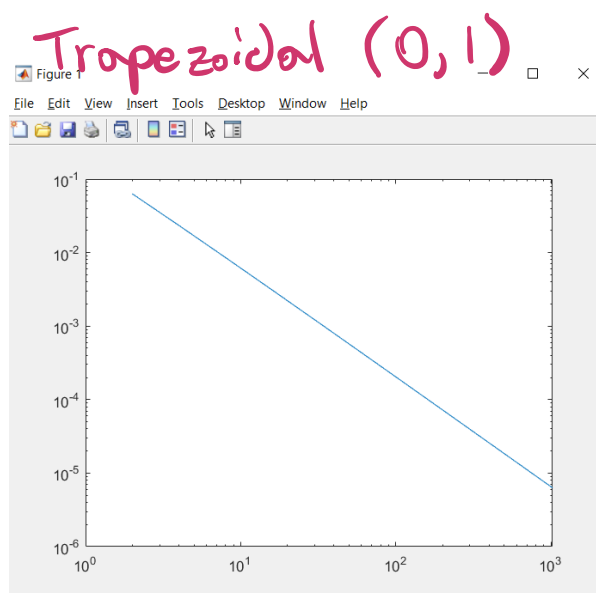 Trapezoidal (0,1)
Figure 1
File Edit View Insert Tools Desktop Window Help
10^-1
10^-2
10^-3
10^-4
10^-5
10^-6
10^0 10^1 10^2 10^3